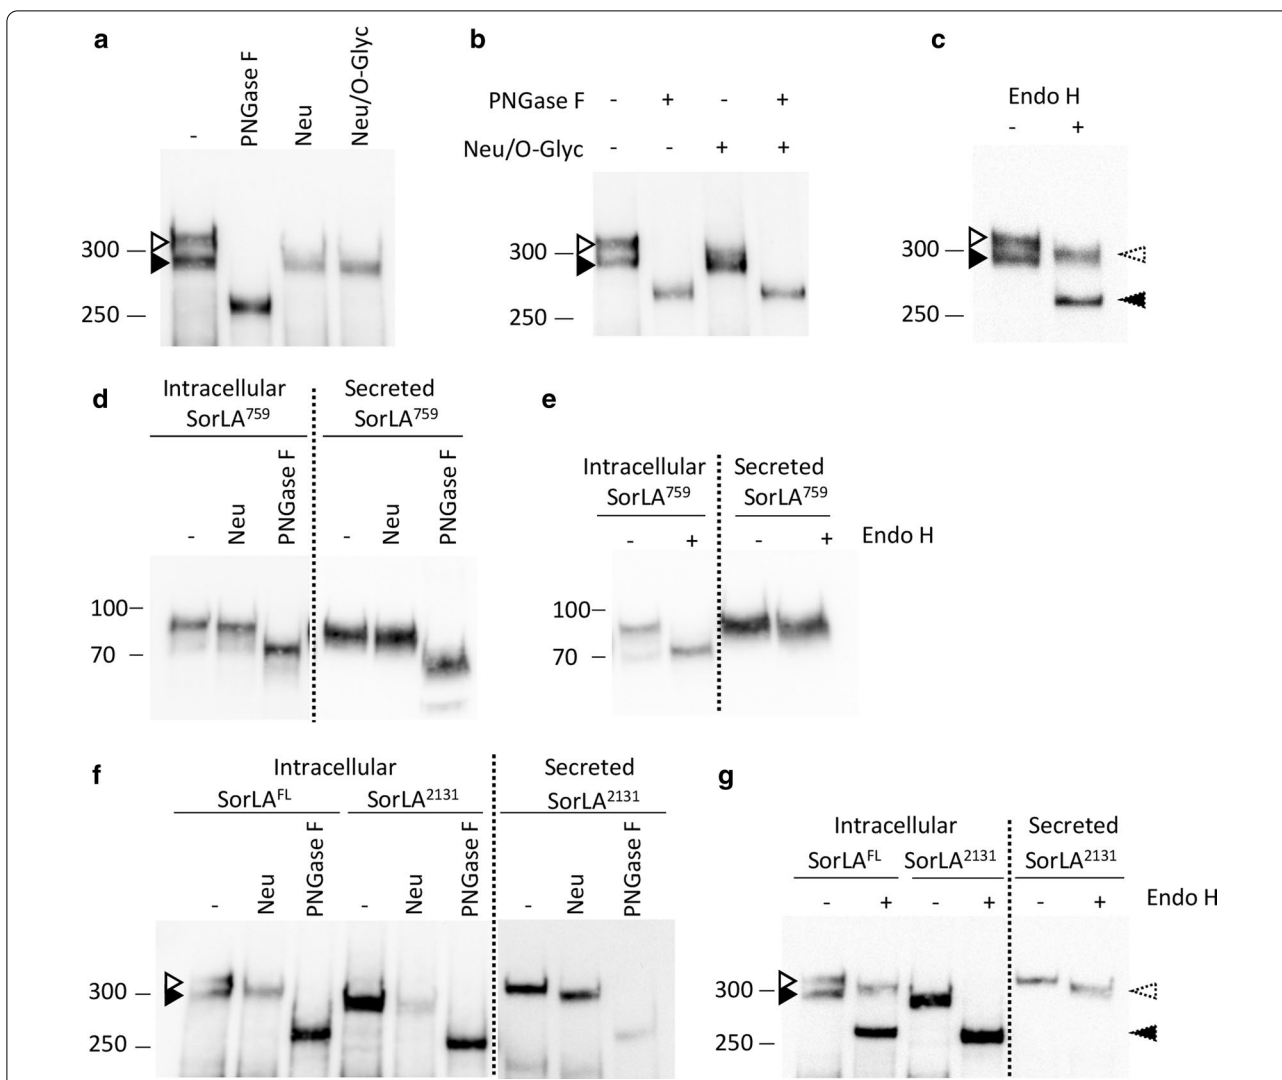 a
- PNGase F Neu Neu/O-Glyc
300
250
b
PNGase F - + - +
Neu/O-Glyc - - + +
300
250
c
Endo H
- +
300
250
d
Intracellular Secreted
SorLA759 SorLA759
- Neu PNGase F - Neu PNGase F
100
70
e
Intracellular Secreted
SorLA759 SorLA759
- + - + Endo H
100
70
f
Intracellular Secreted
SorLAFL SorLA2131 SorLA2131
- Neu PNGase F - Neu PNGase F - Neu PNGase F
300
250
g
Intracellular Secreted
SorLAFL SorLA2131 SorLA2131
- + - + - + Endo H
300
250